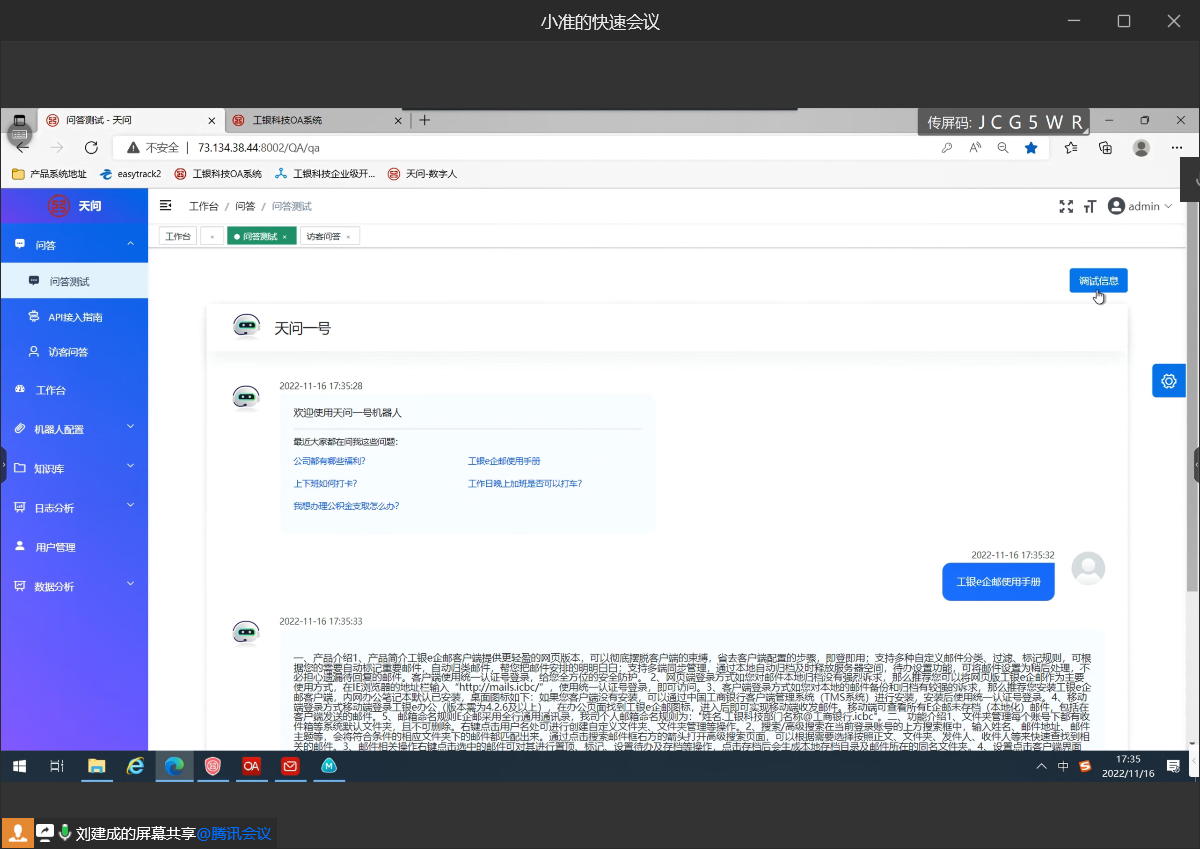 小准的快速会议
问答测试 - 天问
工银科技OA系统
传屏码: J C G 5 W R
不安全
73.134.38.44:8002/QA/qa
产品系统地址
easytrack2
工银科技OA系统
工银科技企业级开...
天问-数字人
天问
工作台 / 问答 / 问答测试
admin
工作台
问答测试
访客问答
问答
问答测试
API接入指南
访客问答
工作台
机器人配置
知识库
日志分析
用户管理
数据分析
调试信息
天问一号
2022-11-16 17:35:28
欢迎使用天问一号机器人
最近大家都在问我这些问题:
公司都有哪些福利?
工银e企邮使用手册
上下班如何打卡?
工作日晚上加班是否可以打车?
我想办理公积金支取怎么办?
2022-11-16 17:35:32
工银e企邮使用手册
2022-11-16 17:35:33
一、产品介绍1、产品简介工银e企邮客户端提供更轻盈的网页版本，可以彻底摆脱客户端的束缚，省去客户端配置的步骤，即登即用；支持多种自定义邮件分类、过滤、标记规则，可根
据您的需要自动标记重要邮件，自动归类邮件，帮您把邮件安排的明明白白；支持多端同步管理，通过本地自动归档及时释放服务器空间，待办设置功能，可将邮件设置为稍后处理，不
必用心遗漏待回复的邮件。客户端使用统一认证号登录，给您全方位的安全防护。 2、网页端登录方式如您对邮件本地归档没有强烈诉求，那么推荐您可以将网页版工银e企邮作为主要
使用方式，在IE浏览器的地址栏输入“http://mails.icbc/”，使用统一认证号登录，即可访问。3、客户端登录方式如您对本地的邮件备份和归档有较强的诉求，那么推荐您安装工银e企
邮客户端，内网办公笔记本默认已安装，桌面图标如下：如果您客户端没有安装，可以通过中国工商银行客户端管理系统（TMS系统）进行安装，安装后使用统一认证号登录。4、移动
端登录方式移动端登录工银e办公（版本需为4.2.6及以上），在办公页面找到工银e企邮图标，进入后即可实现移动端收发邮件。移动端可查看所有E企邮未存档（本地化）邮件，包括在
客户端发送的邮件。5、邮箱命名规则E企邮采用全行通用通讯录，我司个人邮箱命名规则为："姓名.工银科技部门名称@工商银行.icbc"。二、功能介绍1、文件夹管理每个账号下都有收
件箱等系统默认文件夹，且不可删除。右键点击用户名处可进行创建自定义文件夹、文件夹管理等操作。2、搜索/高级搜索在当前登录账号的上方搜索框中，输入姓名、邮件地址、邮件
主题等，会将符合条件的相应文件夹下的邮件都匹配出来。通过点击搜索邮件框右方的箭头打开高级搜索页面，可以根据需要选择按照正文、文件夹、发件人、收件人等来快速查找到相
关的邮件。3、邮件相关操作右键点击选中的邮件可对其进行置顶、标记、设置待办及存档等操作，点击存档后会生成本地存档目录及邮件所在的同名文件夹。4、设置点击客户端界面
中
17:35
2022/11/16
刘建成的屏幕共享@腾讯会议